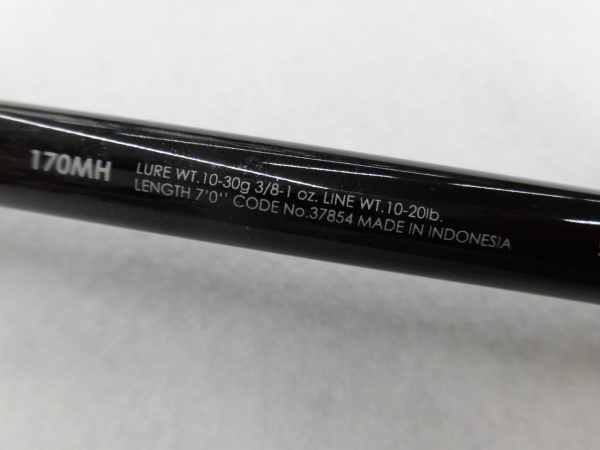 170MH
LURE WT.10-30g 3/8-1 oz. LINE WT.10-20lb.
LENGTH 7'0'' CODE No.37854 MADE IN INDONESIA